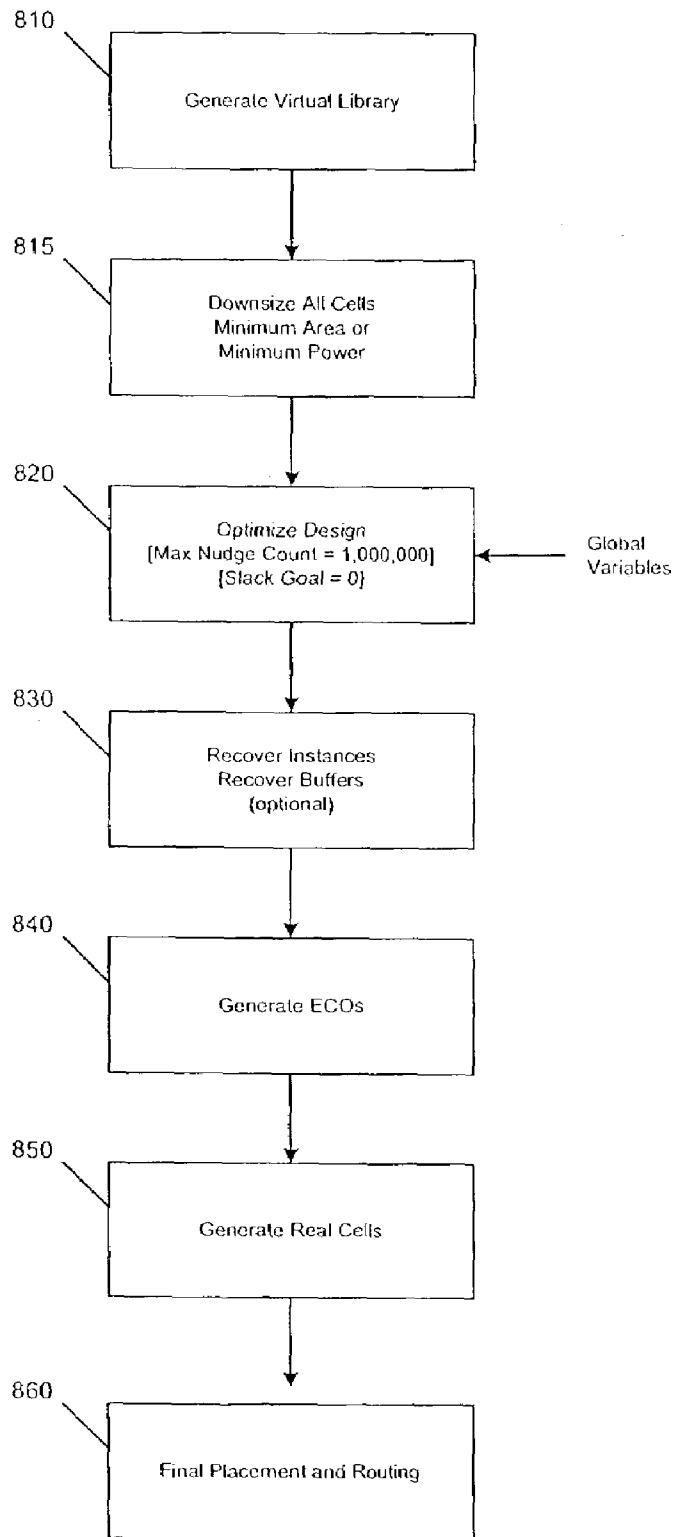 810
Generate Virtual Library
815
Downsize All Cells
Minimum Area or
Minimum Power
820
Optimize Design
[Max Nudge Count = 1,000,000]
{Slack Goal = 0}
Global
Variables
830
Recover Instances
Recover Buffers
(optional)
840
Generate ECOs
850
Generate Real Cells
860
Final Placement and Routing